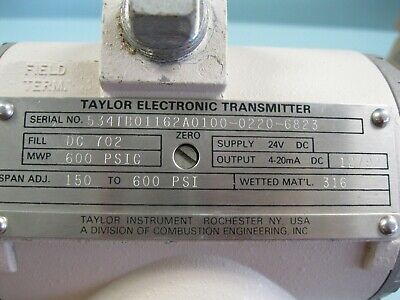 FIELD
TERM.
TAYLOR ELECTRONIC TRANSMITTER
SERIAL NO. 534TB01162A0100-0220-6823
FILL DC 702 ZERO SUPPLY 24V DC
MWP 600 PSIG OUTPUT 4-20mA DC
SPAN ADJ. 150 TO 600 PSI WETTED MAT'L. 316
TAYLOR INSTRUMENT ROCHESTER NY. USA
A DIVISION OF COMBUSTION ENGINEERING, INC